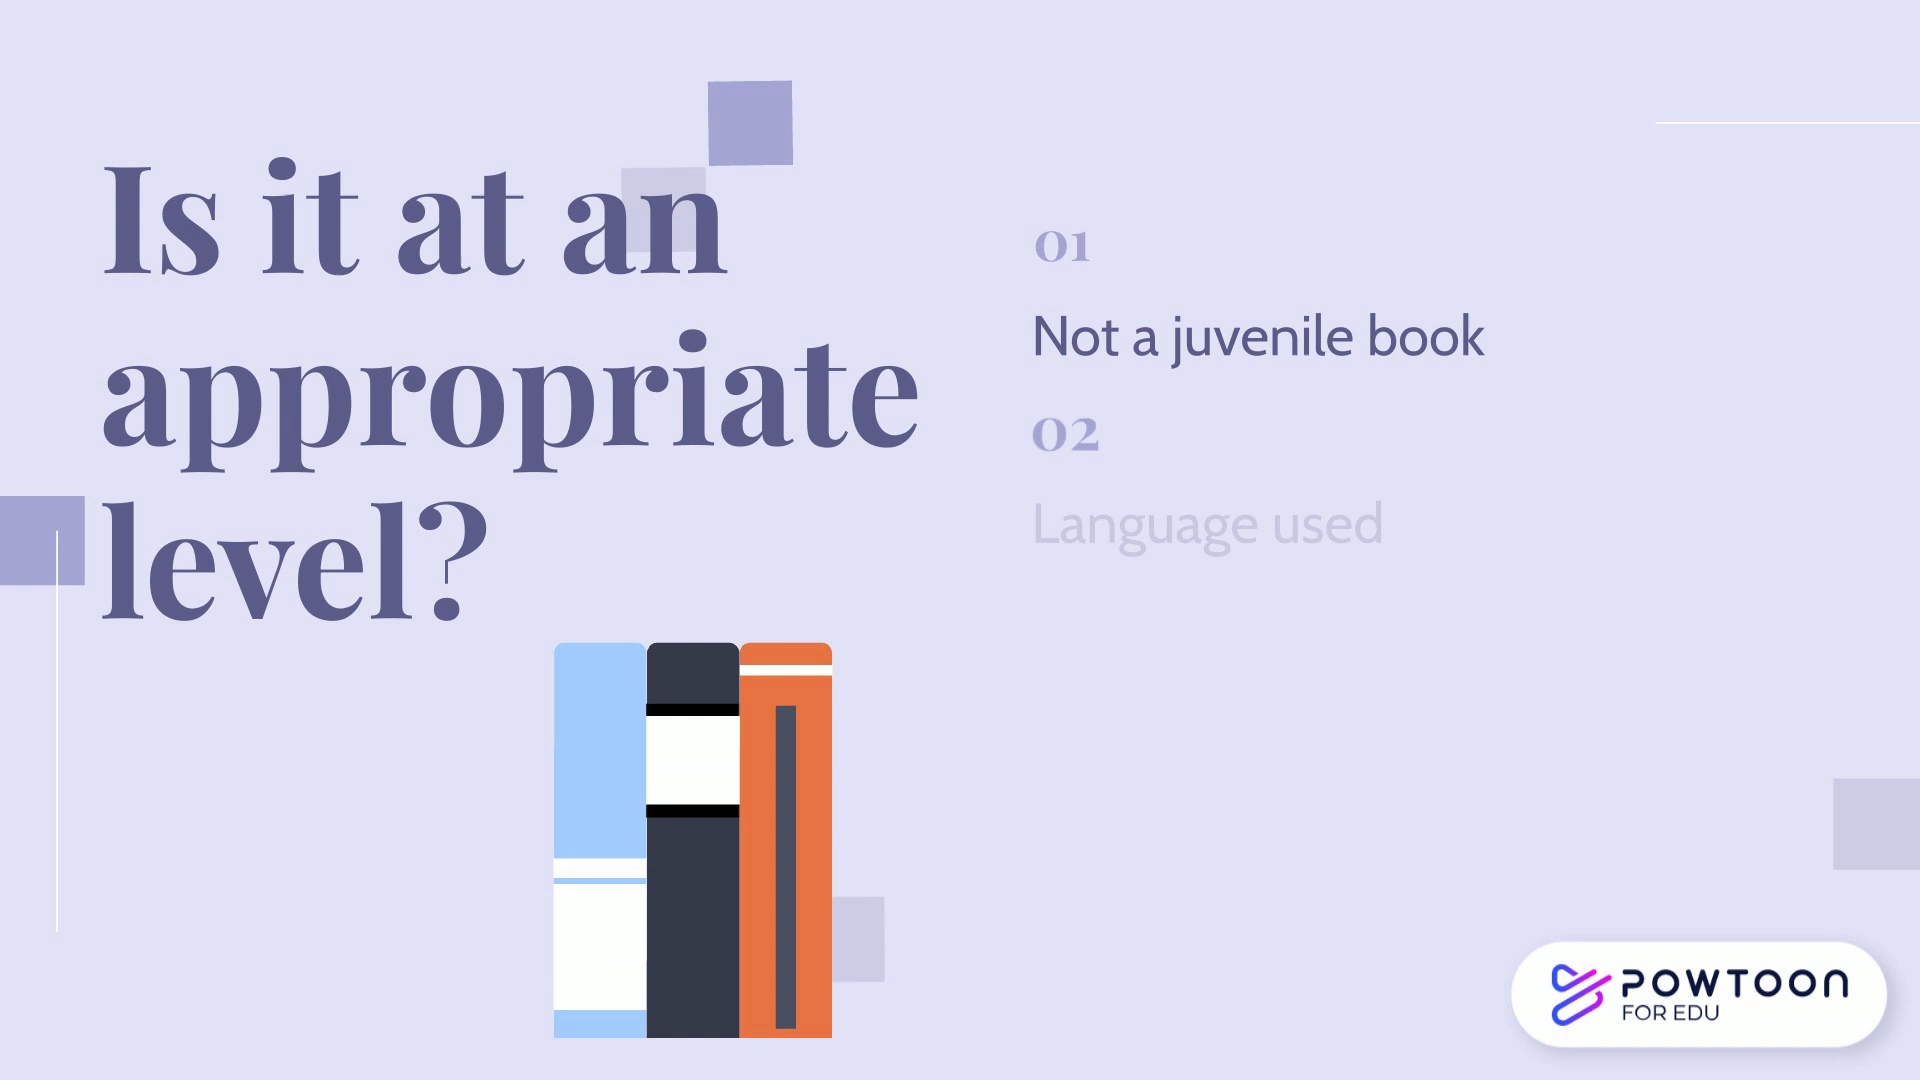 Is it at an
appropriate
level?
01
Not a juvenile book
02
Language used
POWTOON
FOR EDU